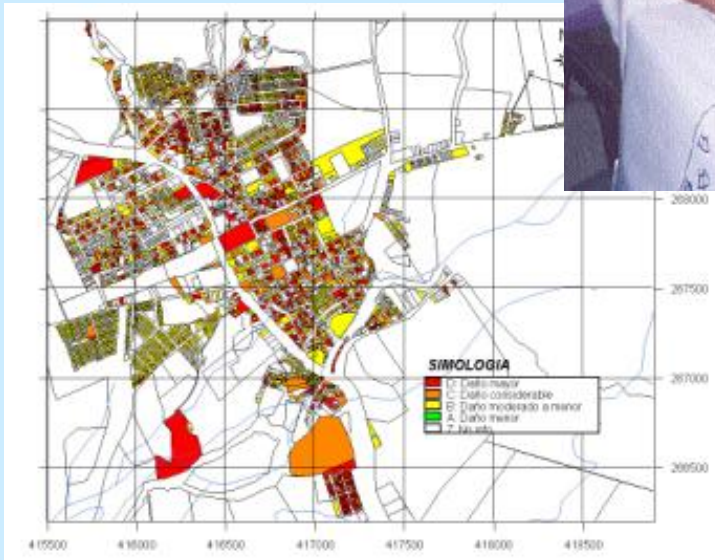 268000
267500
SIMOLOGIA
D: Daño mayor
C: Daño considerable
B: Daño moderado a menor
A: Daño menor
267000
266500
415500 416000 416500 417000 417500 418000 418500